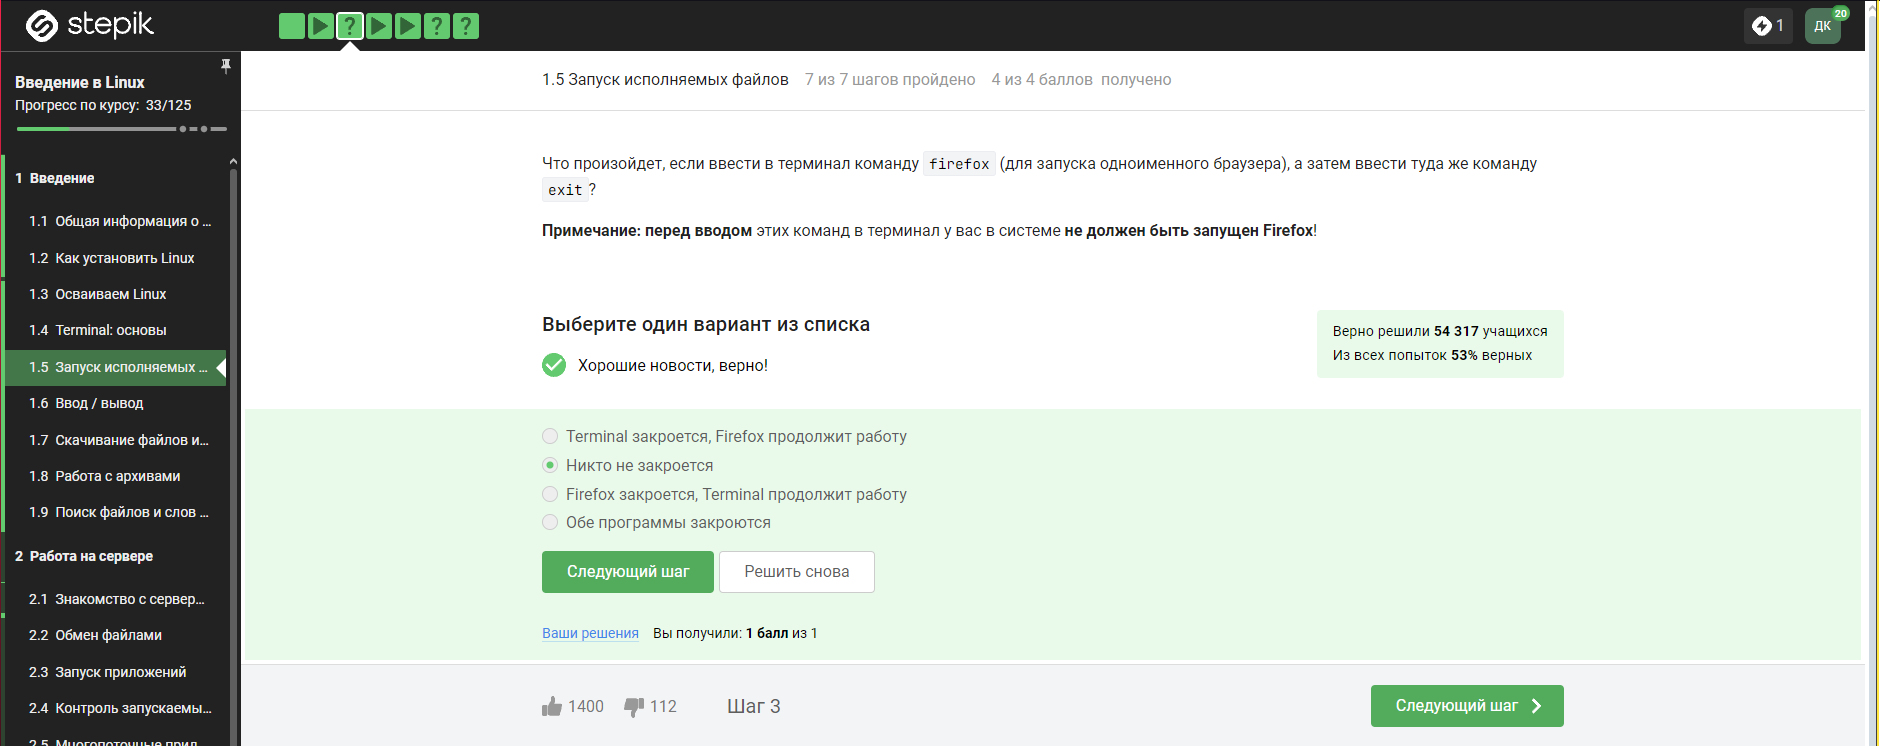 stepik
? ? ?
1
ДК
20
Введение в Linux
Прогресс по курсу: 33/125
1 Введение
1.1 Общая информация о ...
1.2 Как установить Linux
1.3 Осваиваем Linux
1.4 Terminal: основы
1.5 Запуск исполняемых ...
1.6 Ввод / вывод
1.7 Скачивание файлов и...
1.8 Работа с архивами
1.9 Поиск файлов и слов ...
2 Работа на сервере
2.1 Знакомство с сервер...
2.2 Обмен файлами
2.3 Запуск приложений
2.4 Контроль запускаемы...
2.5 Многопоточные прил...
1.5 Запуск исполняемых файлов 7 из 7 шагов пройдено 4 из 4 баллов получено
Что произойдет, если ввести в терминал команду firefox (для запуска одноименного браузера), а затем ввести туда же команду
exit ?
Примечание: перед вводом этих команд в терминал у вас в системе не должен быть запущен Firefox!
Выберите один вариант из списка
Хорошие новости, верно!
Верно решили 54 317 учащихся
Из всех попыток 53% верных
Terminal закроется, Firefox продолжит работу
Никто не закроется
Firefox закроется, Terminal продолжит работу
Обе программы закроются
Следующий шаг
Решить снова
Ваши решения Вы получили: 1 балл из 1
1400 112 Шаг 3
Следующий шаг